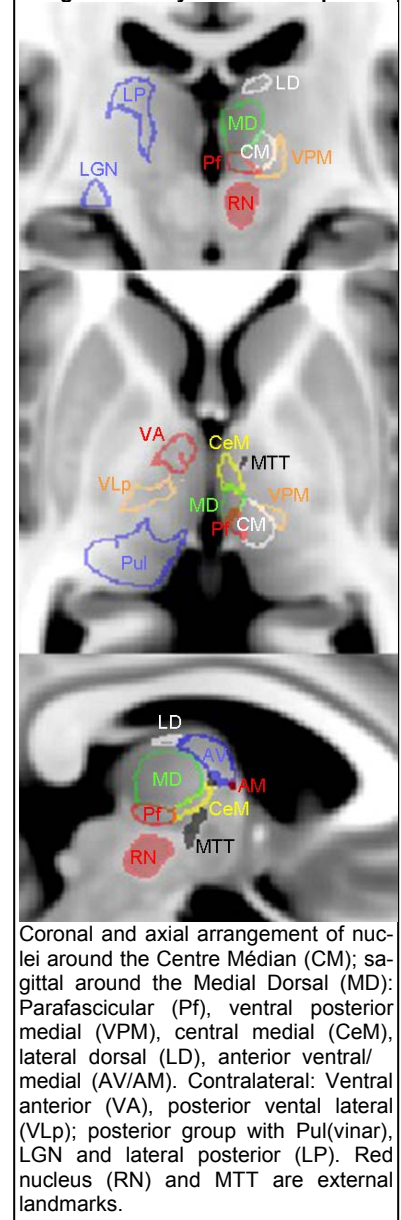 LD
LP
MD
CM
VPM
Pf
LGN
RN
VA
CeM
MTT
VLp
VPM
MD
Pf
CM
Pul
LD
AV
MD
AM
CeM
Pf
MTT
RN
Coronal and axial arrangement of nuc-
lei around the Centre Médian (CM); sa-
gittal around the Medial Dorsal (MD):
Parafascicular (Pf), ventral posterior
medial (VPM), central medial (CeM),
lateral dorsal (LD), anterior ventral/
medial (AV/AM). Contralateral: Ventral
anterior (VA), posterior vental lateral
(VLp); posterior group with Pul(vinar),
LGN and lateral posterior (LP). Red
nucleus (RN) and MTT are external
landmarks.